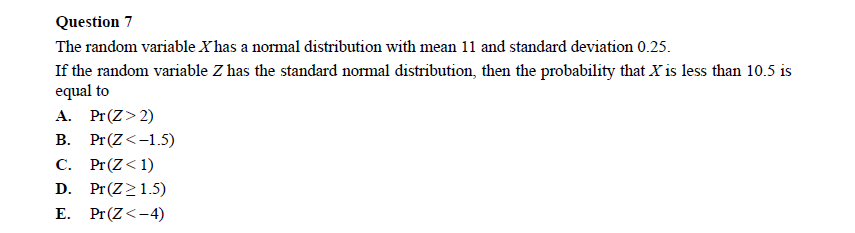 Question 7
The random variable X has a normal distribution with mean 11 and standard deviation 0.25.
If the random variable Z has the standard normal distribution, then the probability that X is less than 10.5 is
equal to
A. Pr(Z > 2)
B. Pr(Z < −1.5)
C. Pr(Z < 1)
D. Pr(Z ≥ 1.5)
E. Pr(Z < −4)